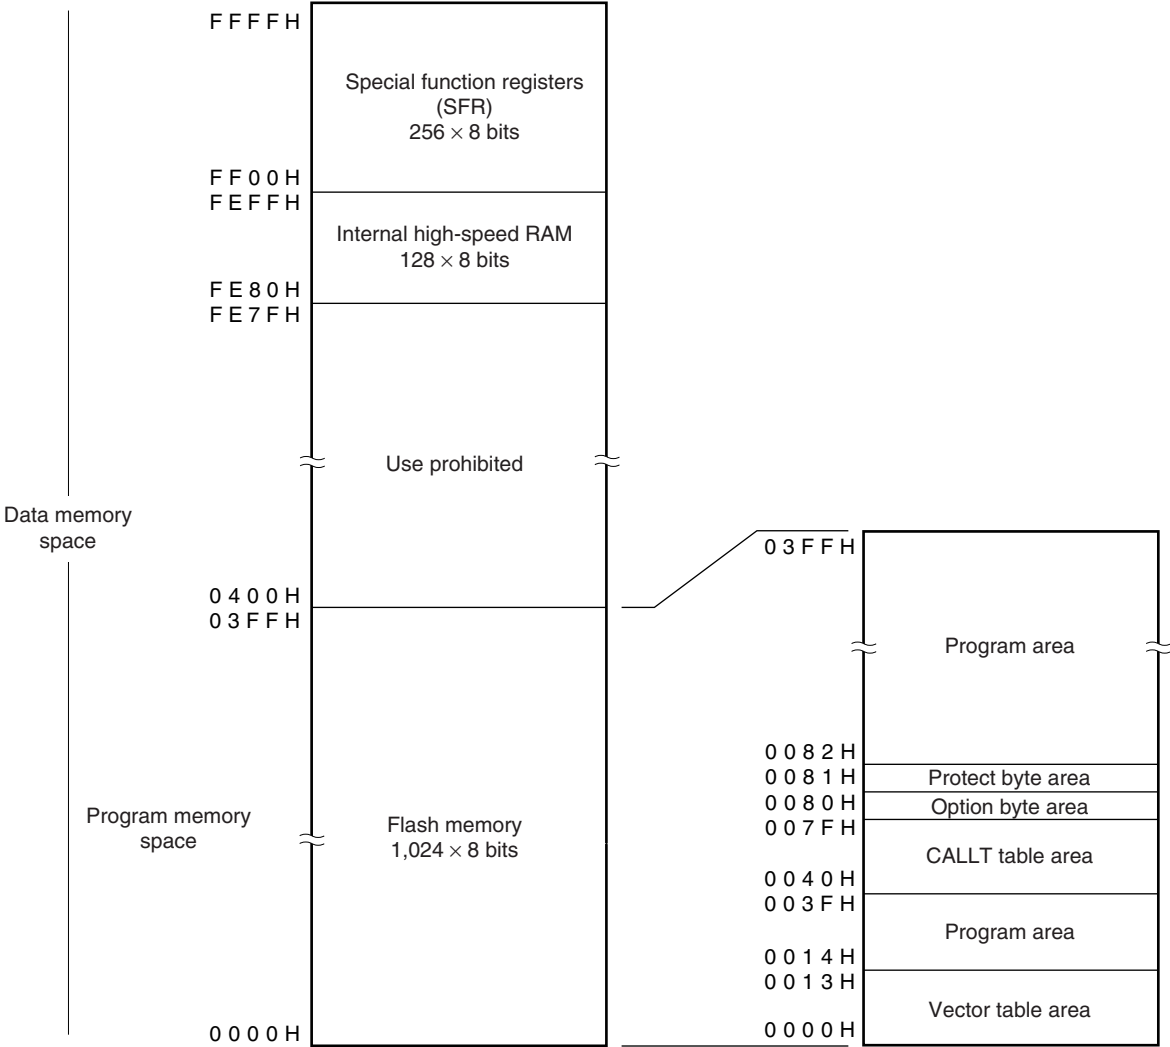 FFFFH
Special function registers
(SFR)
256 × 8 bits
FF00H
FEFFH
Internal high-speed RAM
128 × 8 bits
FE80H
FE7FH
Use prohibited
Data memory
space
0400H
03FFH
Program memory
space
Flash memory
1,024 × 8 bits
0000H
03FFH
Program area
0082H
0081H
Protect byte area
0080H
Option byte area
007FH
CALLT table area
0040H
003FH
Program area
0014H
0013H
Vector table area
0000H